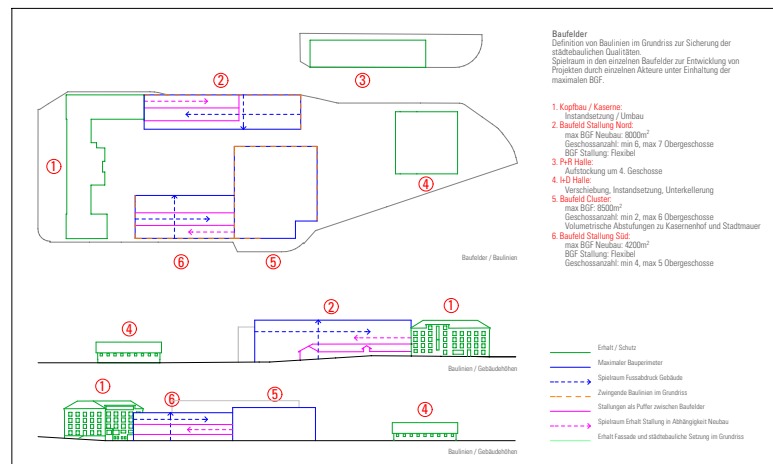 Baufelder
Definition von Baulinien im Grundriss zur Sicherung der
städtebaulichen Qualitäten.
Spielraum in den einzelnen Baufelder zur Entwicklung von
Projekten durch einzelnen Akteure unter Einhaltung der
maximalen BGF.
1. Kopfbau / Kaserne:
Instandsetzung / Umbau
2. Baufeld Stallung Nord:
max BGF Neubau: 8000m²
Geschossanzahl: min 6, max 7 Obergeschosse
BGF Stallung: Flexibel
3. P+R Halle:
Aufstockung um 4. Geschosse
4. I+D Halle:
Verschiebung, Instandsetzung, Unterkellerung
5. Baufeld Cluster:
max BGF: 8500m²
Geschossanzahl: min 2, max 6 Obergeschosse
Volumetrische Abstufungen zu Kasernenhof und Stadtmauer
6. Baufeld Stallung Süd:
max BGF Neubau: 4200m²
BGF Stallung: Flexibel
Geschossanzahl: min 4, max 5 Obergeschosse
2
3
1
4
6
5
Baufelder / Baulinien
4
2
1
Baulinien / Gebäudehöhen
1
6
5
4
Baulinien / Gebäudehöhen
Erhalt / Schutz
Maximaler Bauperimeter
Spielraum Fussabdruck Gebäude
Zwingende Baulinien im Grundriss
Stallungen als Puffer zwischen Baufelder
Spielraum Erhalt Stallung in Abhängigkeit Neubau
Erhalt Fassade und städtebauliche Setzung im Grundriss